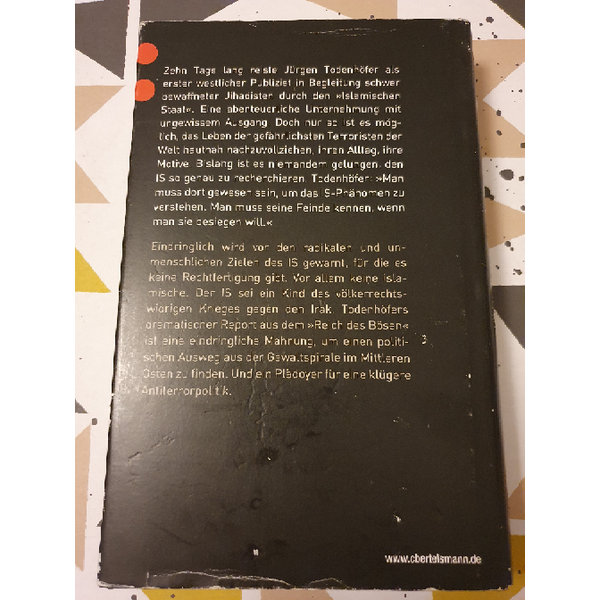 Zehn Tage lang reiste Jürgen Todenhöfer als
erster westlicher Publizist in Begleitung schwer
bewaffneter Jihadisten durch den »Islamischen
Staat«. Eine abenteuerliche Unternehmung mit
ungewissem Ausgang. Doch nur so ist es mög-
lich, das Leben der gefährlichsten Terroristen der
Welt hautnah nachzuvollziehen, ihren Alltag, ihre
Motive. Bislang ist es niemandem gelungen, den
IS so genau zu recherchieren. Todenhöfer: »Man
muss dort gewesen sein, um das IS-Phänomen zu
verstehen. Man muss seine Feinde kennen, wenn
man sie besiegen will.«
Eindringlich wird vor den radikalen und un-
menschlichen Zielen des IS gewarnt, für die es
keine Rechtfertigung gibt. Vor allem keine isla-
mische. Der IS sei ein Kind des völkerrechts-
widrigen Krieges gegen den Irak. Todenhöfers
dramatischer Report aus dem »Reich des Bösen«
ist eine eindringliche Mahnung, um einen politi-
schen Ausweg aus der Gewaltspirale im Mittleren
Osten zu finden. Und ein Plädoyer für eine klügere
Antiterrorpolitik.
www.cbertelsmann.de